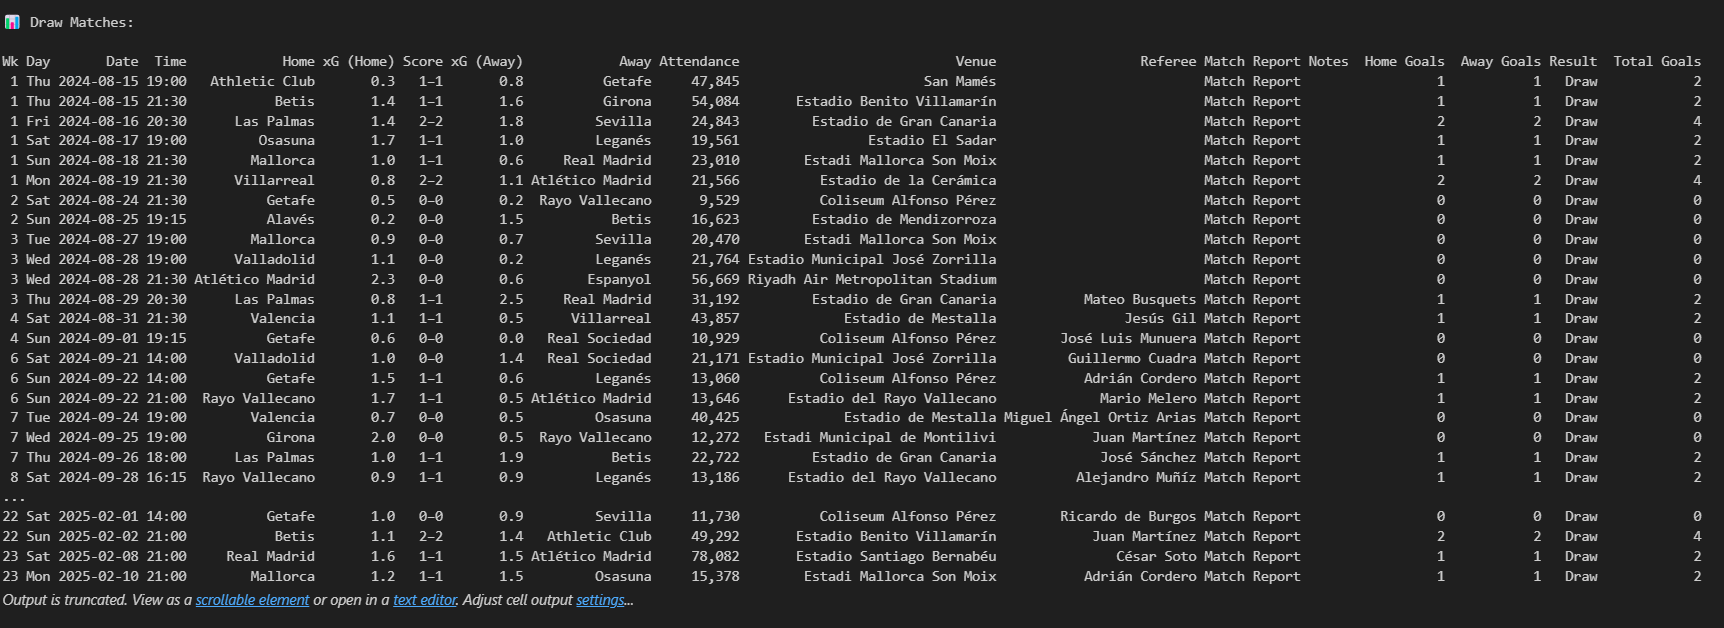 📊 Draw Matches:
Wk Day Date Time Home xG (Home) Score xG (Away) Away Attendance Venue Referee Match Report Notes Home Goals Away Goals Result Total Goals
1 Thu 2024-08-15 19:00 Athletic Club 0.3 1–1 0.8 Getafe 47,845 San Mamés Match Report 1 1 Draw 2
1 Thu 2024-08-15 21:30 Betis 1.4 1–1 1.6 Girona 54,084 Estadio Benito Villamarín Match Report 1 1 Draw 2
1 Fri 2024-08-16 20:30 Las Palmas 1.4 2–2 1.8 Sevilla 24,843 Estadio de Gran Canaria Match Report 2 2 Draw 4
1 Sat 2024-08-17 19:00 Osasuna 1.7 1–1 1.0 Leganés 19,561 Estadio El Sadar Match Report 1 1 Draw 2
1 Sun 2024-08-18 21:30 Mallorca 1.0 1–1 0.6 Real Madrid 23,010 Estadi Mallorca Son Moix Match Report 1 1 Draw 2
1 Mon 2024-08-19 21:30 Villarreal 0.8 2–2 1.1 Atlético Madrid 21,566 Estadio de la Cerámica Match Report 2 2 Draw 4
2 Sat 2024-08-24 21:30 Getafe 0.5 0–0 0.2 Rayo Vallecano 9,529 Coliseum Alfonso Pérez Match Report 0 0 Draw 0
2 Sun 2024-08-25 19:15 Alavés 0.2 0–0 1.5 Betis 16,623 Estadio de Mendizorroza Match Report 0 0 Draw 0
3 Tue 2024-08-27 19:00 Mallorca 0.9 0–0 0.7 Sevilla 20,470 Estadi Mallorca Son Moix Match Report 0 0 Draw 0
3 Wed 2024-08-28 19:00 Valladolid 1.1 0–0 0.2 Leganés 21,764 Estadio Municipal José Zorrilla Match Report 0 0 Draw 0
3 Wed 2024-08-28 21:30 Atlético Madrid 2.3 0–0 0.6 Espanyol 56,669 Riyadh Air Metropolitan Stadium Match Report 0 0 Draw 0
3 Thu 2024-08-29 20:30 Las Palmas 0.8 1–1 2.5 Real Madrid 31,192 Estadio de Gran Canaria Mateo Busquets Match Report 1 1 Draw 2
4 Sat 2024-08-31 21:30 Valencia 1.1 1–1 0.5 Villarreal 43,857 Estadio de Mestalla Jesús Gil Match Report 1 1 Draw 2
4 Sun 2024-09-01 19:15 Getafe 0.6 0–0 0.0 Real Sociedad 10,929 Coliseum Alfonso Pérez José Luis Munuera Match Report 0 0 Draw 0
6 Sat 2024-09-21 14:00 Valladolid 1.0 0–0 1.4 Real Sociedad 21,171 Estadio Municipal José Zorrilla Guillermo Cuadra Match Report 0 0 Draw 0
6 Sun 2024-09-22 14:00 Getafe 1.5 1–1 0.6 Leganés 13,060 Coliseum Alfonso Pérez Adrián Cordero Match Report 1 1 Draw 2
6 Sun 2024-09-22 21:00 Rayo Vallecano 1.7 1–1 0.5 Atlético Madrid 13,646 Estadio del Rayo Vallecano Mario Melero Match Report 1 1 Draw 2
7 Tue 2024-09-24 19:00 Valencia 0.7 0–0 0.5 Osasuna 40,425 Estadio de Mestalla Miguel Ángel Ortiz Arias Match Report 0 0 Draw 0
7 Wed 2024-09-25 19:00 Girona 2.0 0–0 0.5 Rayo Vallecano 12,272 Estadi Municipal de Montilivi Juan Martínez Match Report 0 0 Draw 0
7 Thu 2024-09-26 18:00 Las Palmas 1.0 1–1 1.9 Betis 22,722 Estadio de Gran Canaria José Sánchez Match Report 1 1 Draw 2
8 Sat 2024-09-28 16:15 Rayo Vallecano 0.9 1–1 0.9 Leganés 13,186 Estadio del Rayo Vallecano Alejandro Muñíz Match Report 1 1 Draw 2
...
22 Sat 2025-02-01 14:00 Getafe 1.0 0–0 0.9 Sevilla 11,730 Coliseum Alfonso Pérez Ricardo de Burgos Match Report 0 0 Draw 0
22 Sun 2025-02-02 21:00 Betis 1.1 2–2 1.4 Athletic Club 49,292 Estadio Benito Villamarín Juan Martínez Match Report 2 2 Draw 4
23 Sat 2025-02-08 21:00 Real Madrid 1.6 1–1 1.5 Atlético Madrid 78,082 Estadio Santiago Bernabéu César Soto Match Report 1 1 Draw 2
23 Mon 2025-02-10 21:00 Mallorca 1.2 1–1 1.5 Osasuna 15,378 Estadi Mallorca Son Moix Adrián Cordero Match Report 1 1 Draw 2
Output is truncated. View as a scrollable element or open in a text editor. Adjust cell output settings...